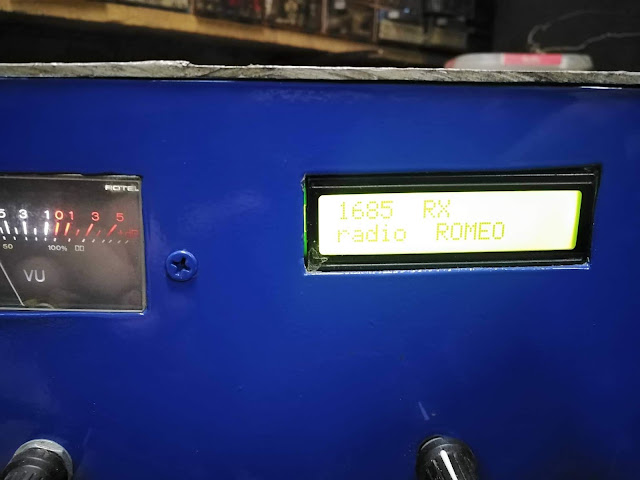 ROTEL
5 3 1 0 1 3 5
50 100%
VU
1685 RX
radio ROMEO